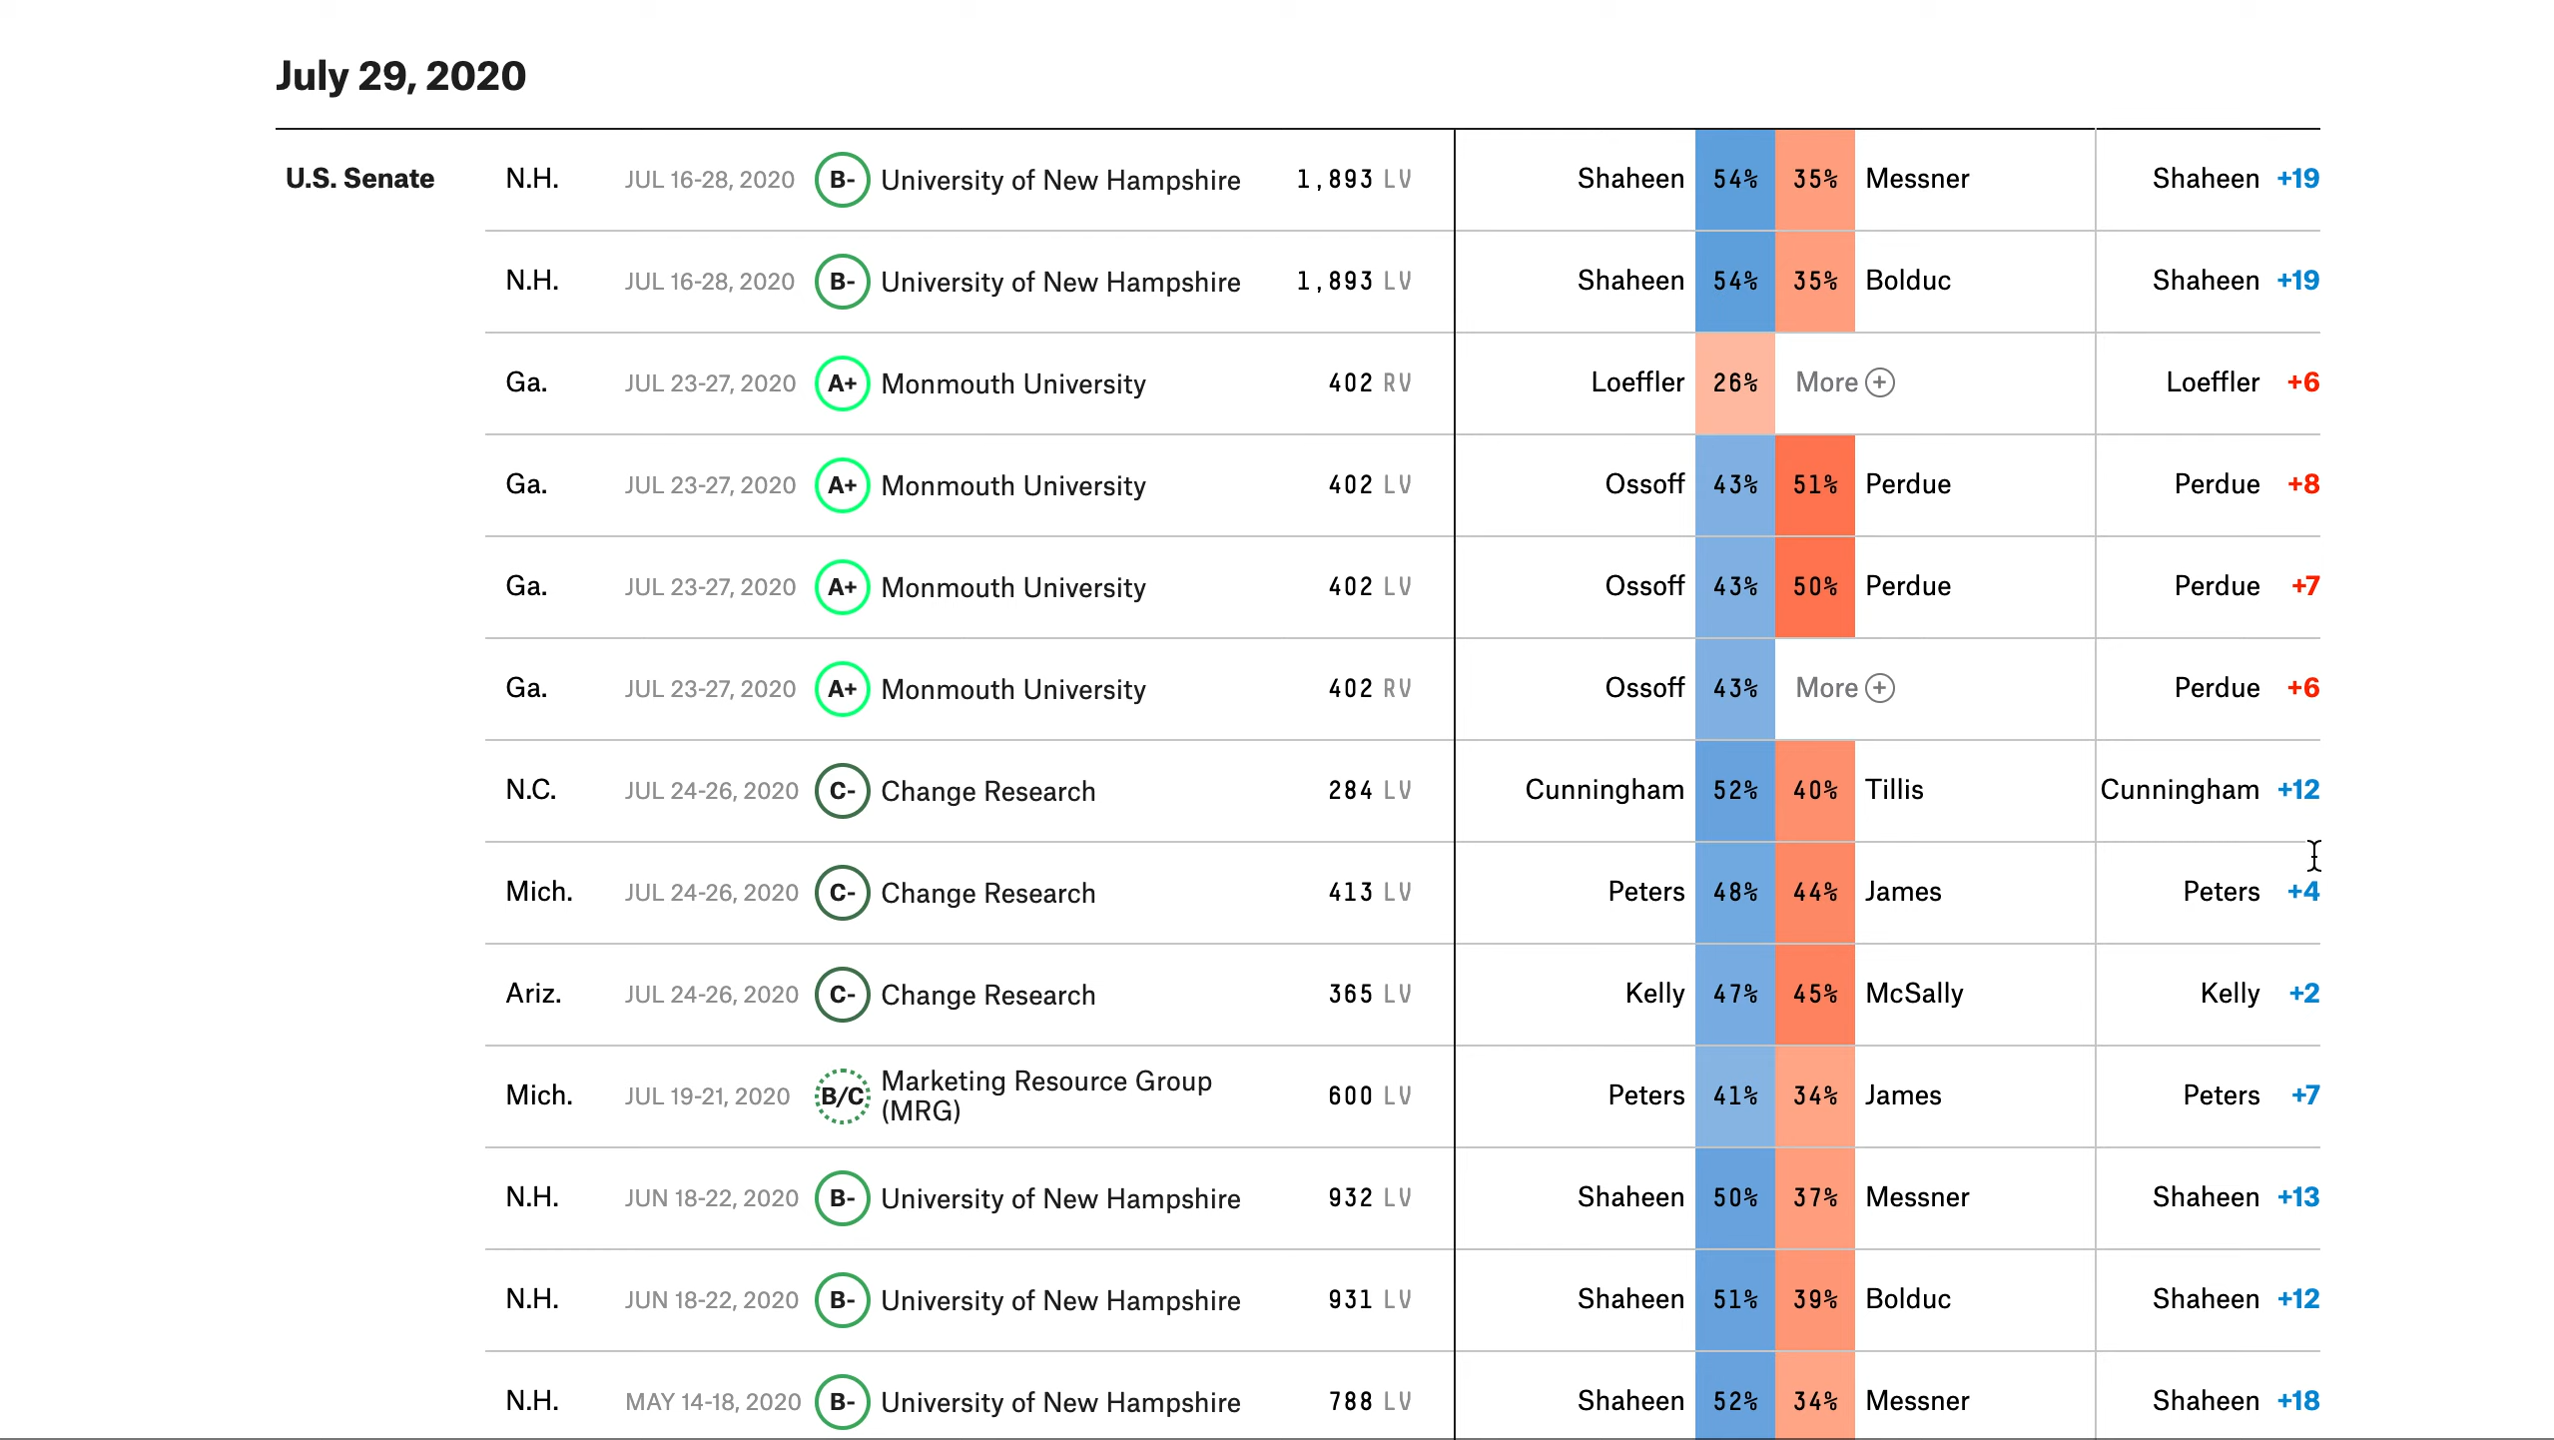 July 29, 2020
U.S. Senate N.H. JUL 16-28, 2020 B- University of New Hampshire 1,893 LV Shaheen 54% 35% Messner Shaheen +19
N.H. JUL 16-28, 2020 B- University of New Hampshire 1,893 LV Shaheen 54% 35% Bolduc Shaheen +19
Ga. JUL 23-27, 2020 A+ Monmouth University 402 RV Loeffler 26% More + Loeffler +6
Ga. JUL 23-27, 2020 A+ Monmouth University 402 LV Ossoff 43% 51% Perdue Perdue +8
Ga. JUL 23-27, 2020 A+ Monmouth University 402 LV Ossoff 43% 50% Perdue Perdue +7
Ga. JUL 23-27, 2020 A+ Monmouth University 402 RV Ossoff 43% More + Perdue +6
N.C. JUL 24-26, 2020 C- Change Research 284 LV Cunningham 52% 40% Tillis Cunningham +12
Mich. JUL 24-26, 2020 C- Change Research 413 LV Peters 48% 44% James Peters +4
Ariz. JUL 24-26, 2020 C- Change Research 365 LV Kelly 47% 45% McSally Kelly +2
Mich. JUL 19-21, 2020 B/C Marketing Resource Group
(MRG) 600 LV Peters 41% 34% James Peters +7
N.H. JUN 18-22, 2020 B- University of New Hampshire 932 LV Shaheen 50% 37% Messner Shaheen +13
N.H. JUN 18-22, 2020 B- University of New Hampshire 931 LV Shaheen 51% 39% Bolduc Shaheen +12
N.H. MAY 14-18, 2020 B- University of New Hampshire 788 LV Shaheen 52% 34% Messner Shaheen +18